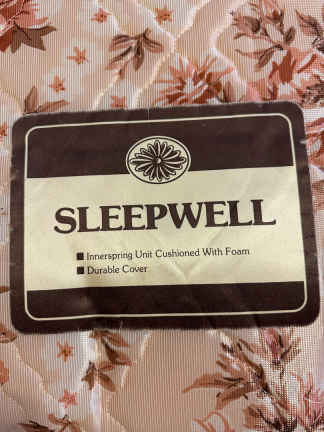 SLEEPWELL
■ Innerspring Unit Cushioned With Foam
■ Durable Cover